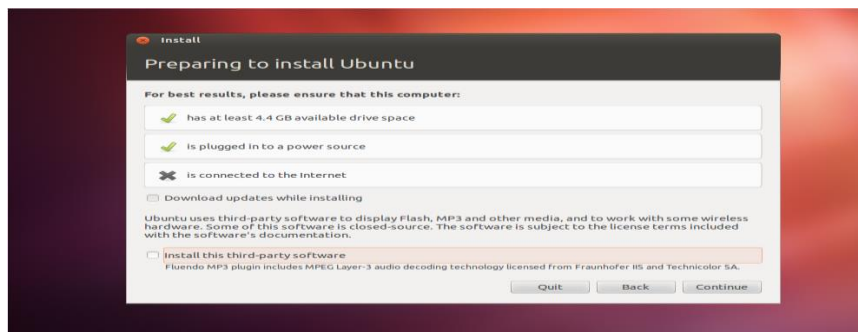 Install
Preparing to install Ubuntu
For best results, please ensure that this computer:
has at least 4.4 GB available drive space
is plugged in to a power source
is connected to the Internet
Download updates while installing
Ubuntu uses third-party software to display Flash, MP3 and other media, and to work with some wireless
hardware. Some of this software is closed-source. The software is subject to the license terms included
with the software's documentation.
Install this third-party software
Fluendo MP3 plugin includes MPEG Layer-3 audio decoding technology licensed from Fraunhofer IIS and Technicolor SA.
Quit Back Continue